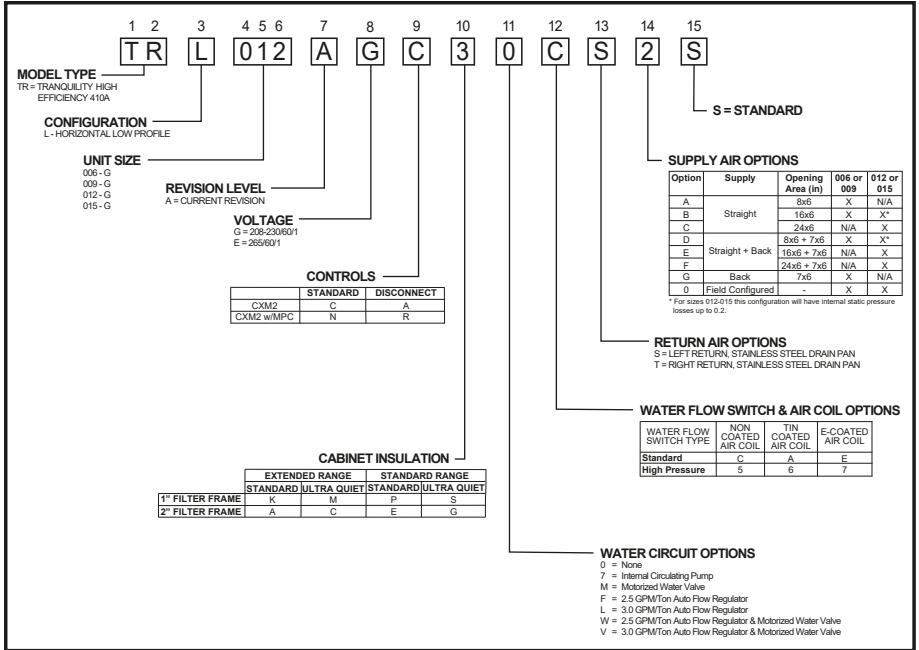 1 2 3 4 5 6 7 8 9 10 11 12 13 14 15
T R L 0 1 2 A G C 3 0 C S 2 S
MODEL TYPE
TR = TRANQUILITY HIGH
EFFICIENCY 410A
CONFIGURATION
L - HORIZONTAL LOW PROFILE
UNIT SIZE
006 - G
009 - G
012 - G
015 - G
REVISION LEVEL
A = CURRENT REVISION
VOLTAGE
G = 208-230/60/1
E = 265/60/1
CONTROLS
STANDARD DISCONNECT
CXM2 C A
CXM2 w/MPC N R
CABINET INSULATION
EXTENDED RANGE STANDARD RANGE
STANDARD ULTRA QUIET STANDARD ULTRA QUIET
1" FILTER FRAME K M P S
2" FILTER FRAME A C E G
S = STANDARD
SUPPLY AIR OPTIONS
Option Supply Opening Area (in) 006 or 009 012 or 015
A Straight 8x6 X N/A
B 16x6 X X*
C 24x6 N/A X
D Straight + Back 8x6 + 7x6 X X*
E 16x6 + 7x6 N/A X
F 24x6 + 7x6 N/A X
G Back 7x6 X N/A
0 Field Configured - X X
* For sizes 012-015 this configuration will have internal static pressure
losses up to 0.2.
RETURN AIR OPTIONS
S = LEFT RETURN, STAINLESS STEEL DRAIN PAN
T = RIGHT RETURN, STAINLESS STEEL DRAIN PAN
WATER FLOW SWITCH & AIR COIL OPTIONS
WATER FLOW SWITCH TYPE NON COATED AIR COIL TIN COATED AIR COIL E-COATED AIR COIL
Standard C A E
High Pressure 5 6 7
WATER CIRCUIT OPTIONS
0 = None
7 = Internal Circulating Pump
M = Motorized Water Valve
F = 2.5 GPM/Ton Auto Flow Regulator
L = 3.0 GPM/Ton Auto Flow Regulator
W = 2.5 GPM/Ton Auto Flow Regulator & Motorized Water Valve
V = 3.0 GPM/Ton Auto Flow Regulator & Motorized Water Valve